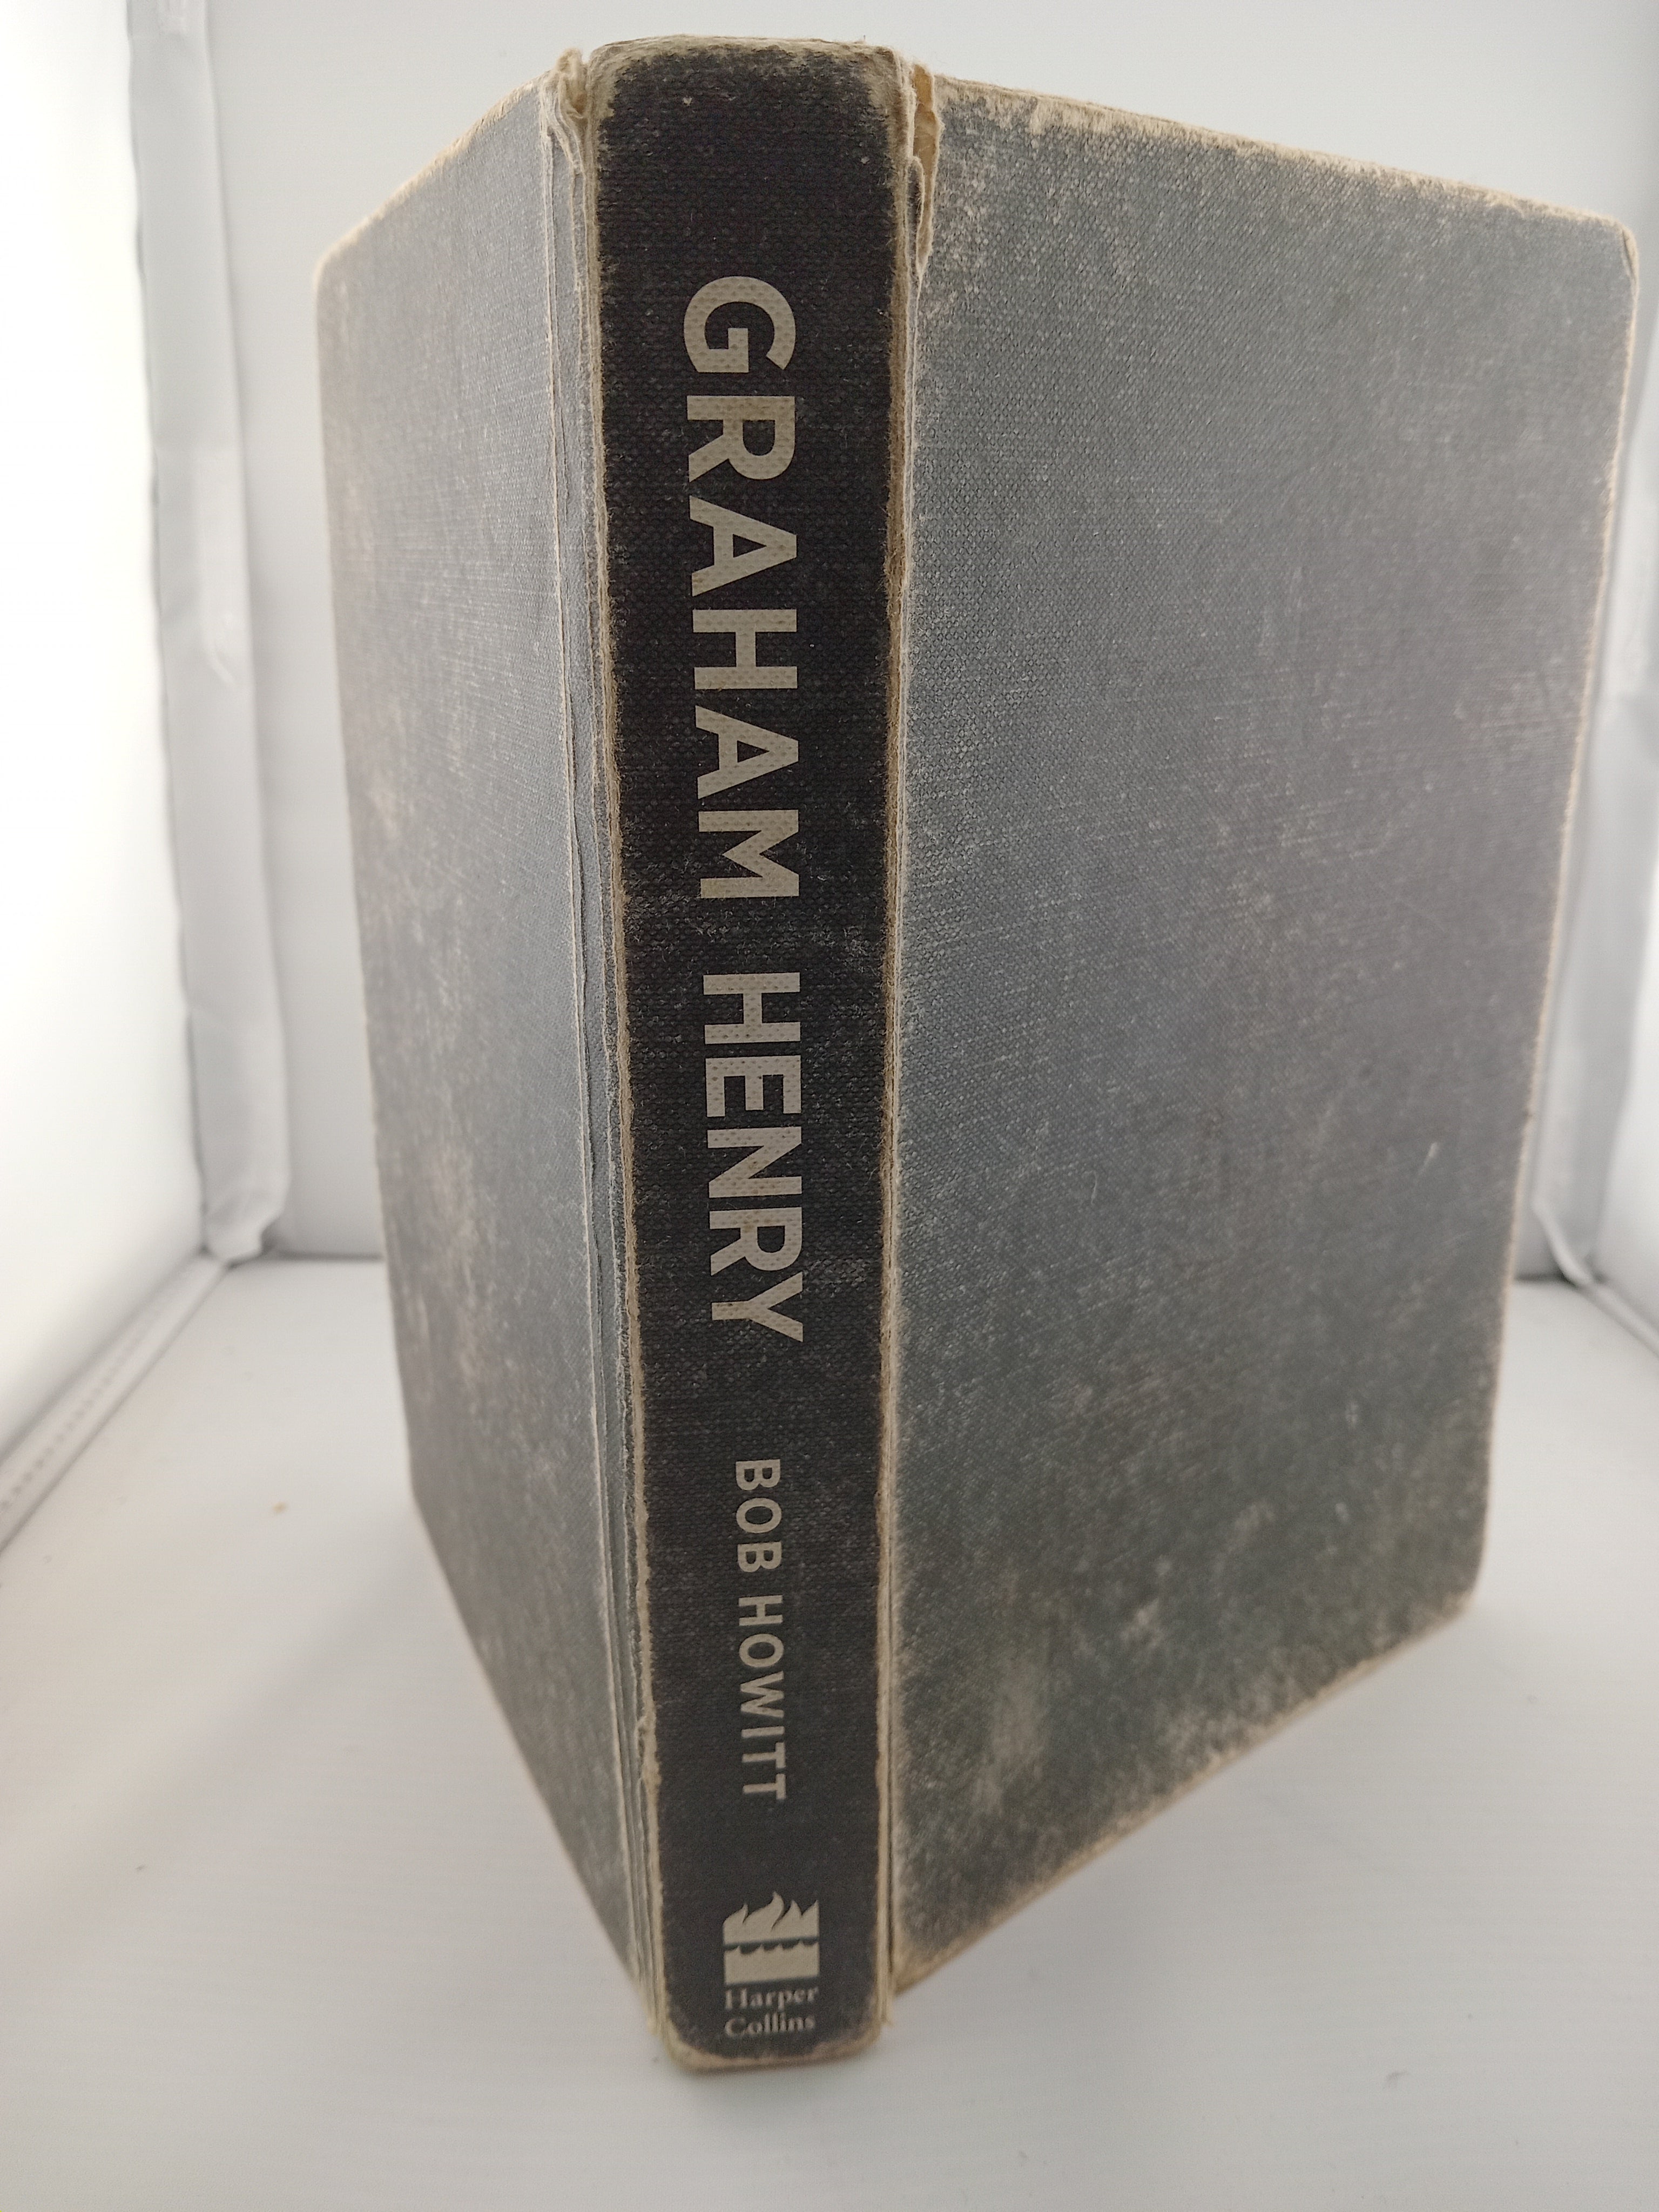 GRAHAM HENRY
BOB HOWITT
Harper
Collins